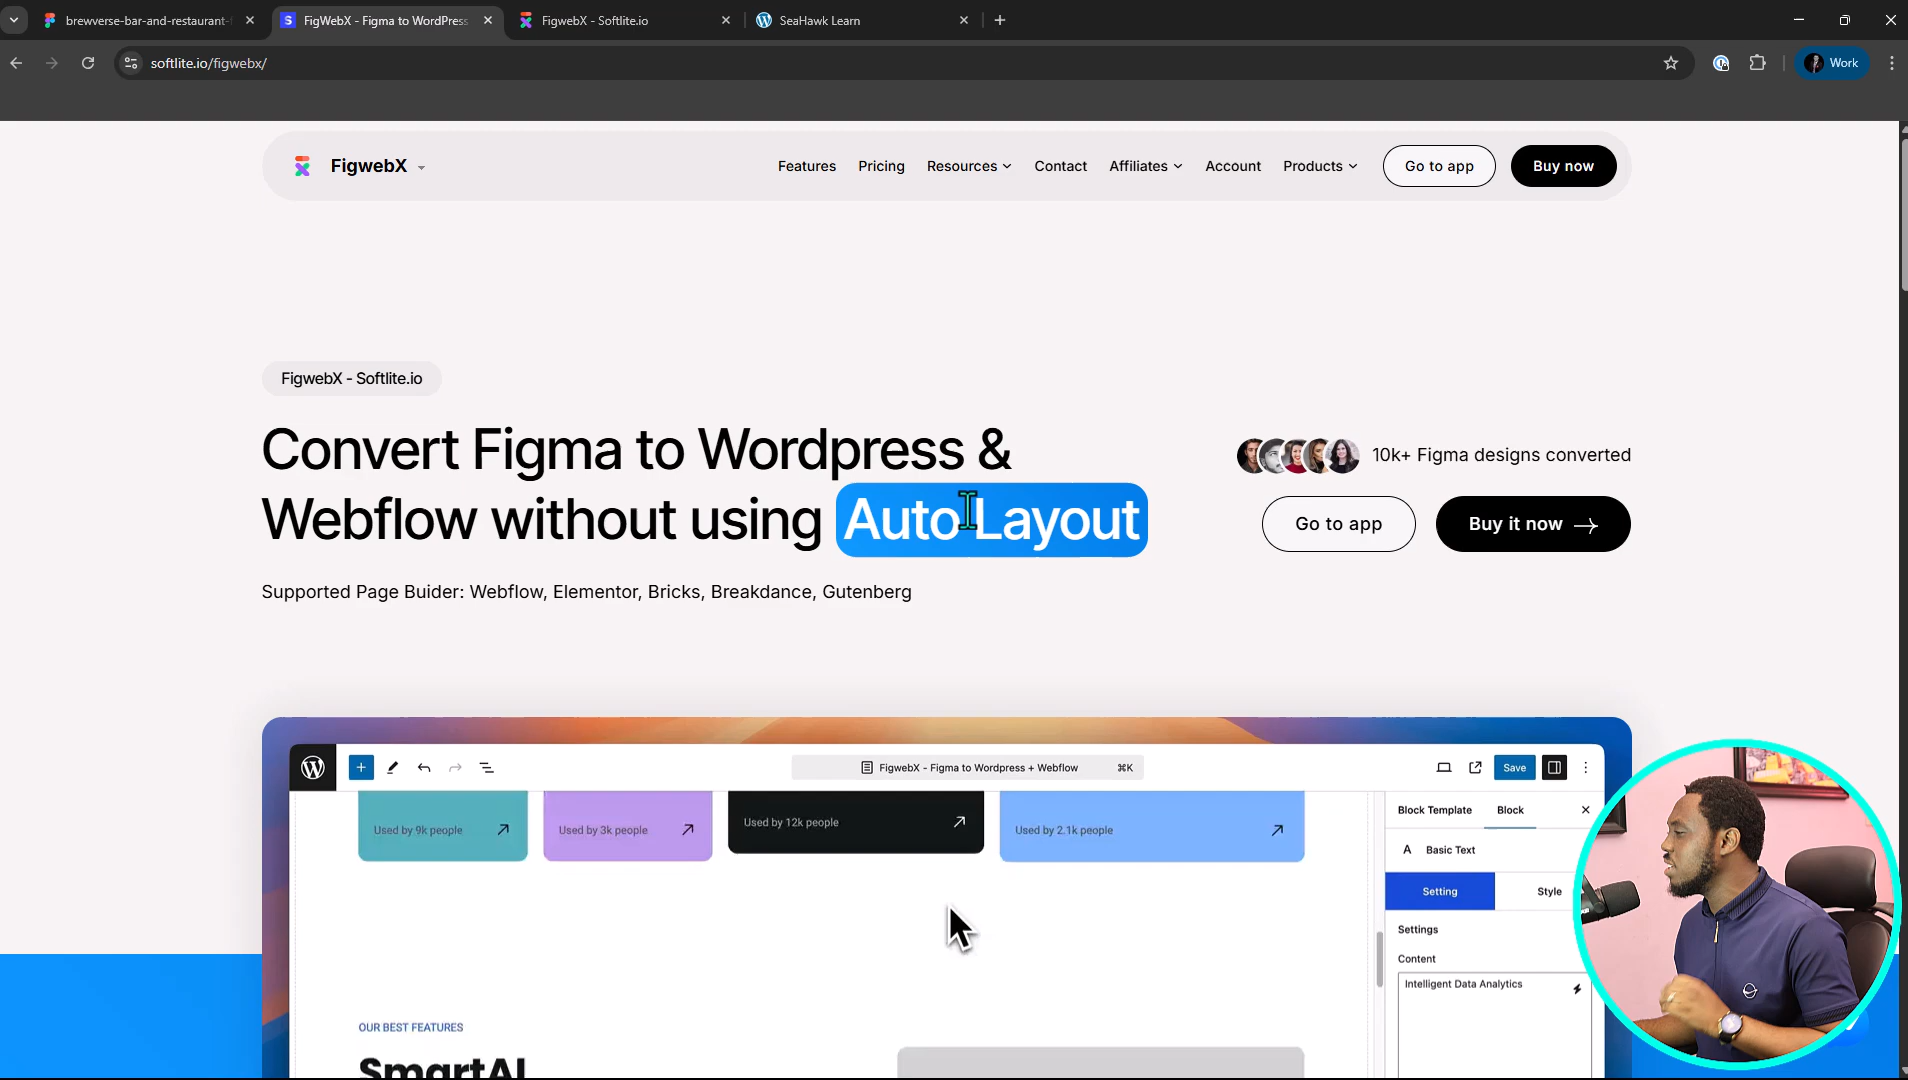 brewverse-bar-and-restaurant-
FigWebX - Figma to WordPress
FigwebX - Softlite.io
SeaHawk Learn
softlite.io/figwebx/
Work
FigwebX
Features
Pricing
Resources
Contact
Affiliates
Account
Products
Go to app
Buy now
FigwebX - Softlite.io
Convert Figma to Wordpress &
Webflow without using Auto Layout
10k+ Figma designs converted
Go to app
Buy it now
Supported Page Buider: Webflow, Elementor, Bricks, Breakdance, Gutenberg
FigwebX - Figma to Wordpress + Webflow
⌘K
Save
Used by 9k people
Used by 3k people
Used by 12k people
Used by 2.1k people
Block Template
Block
A Basic Text
Setting
Style
Settings
Content
Intelligent Data Analytics
OUR BEST FEATURES
SmartAI